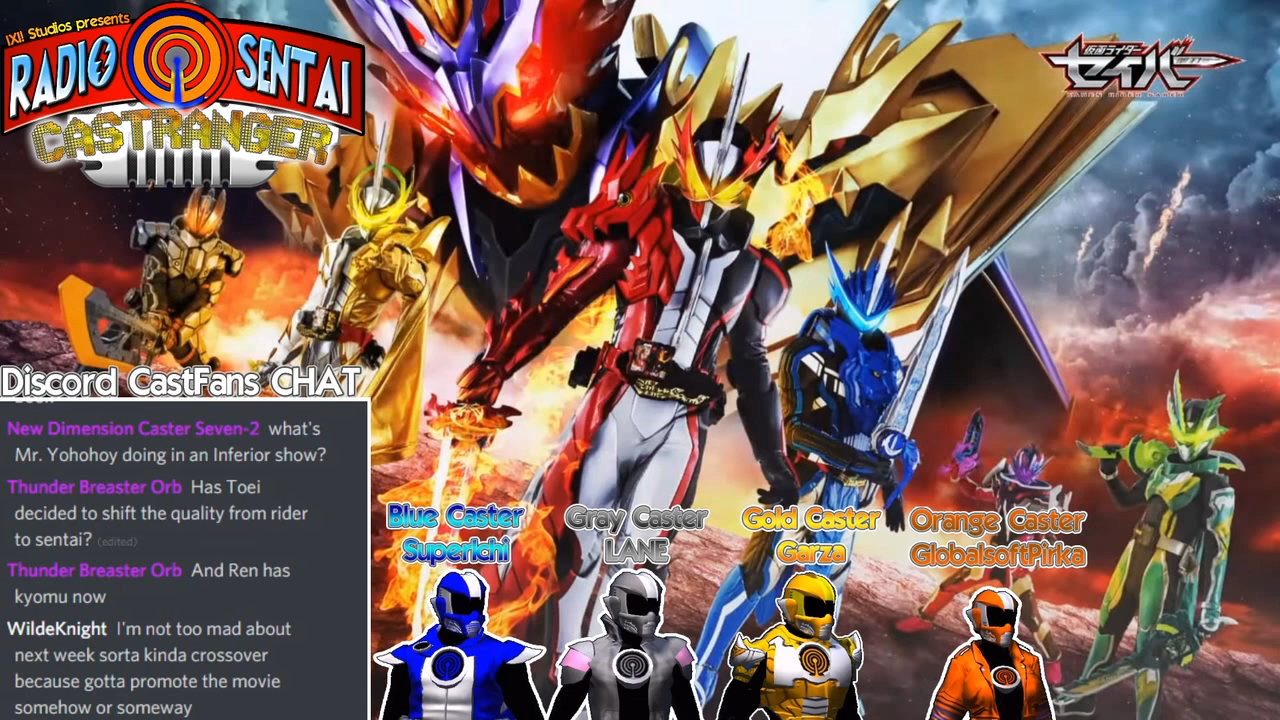 IXII Studios presents
RADIO SENTAI
CASTRANGER
仮面ライダー
セイバー
KAMEN RIDER SABER
Discord CastFans CHAT
New Dimension Caster Seven-2 what's
Mr. Yohohoy doing in an Inferior show?
Thunder Breaster Orb Has Toei
decided to shift the quality from rider
to sentai? (edited)
Thunder Breaster Orb And Ren has
kyomu now
WildeKnight I'm not too mad about
next week sorta kinda crossover
because gotta promote the movie
somehow or someway
Blue Caster
SuperIchi
Gray Caster
LANE
Gold Caster
Garza
Orange Caster
GlobalsoftPirka